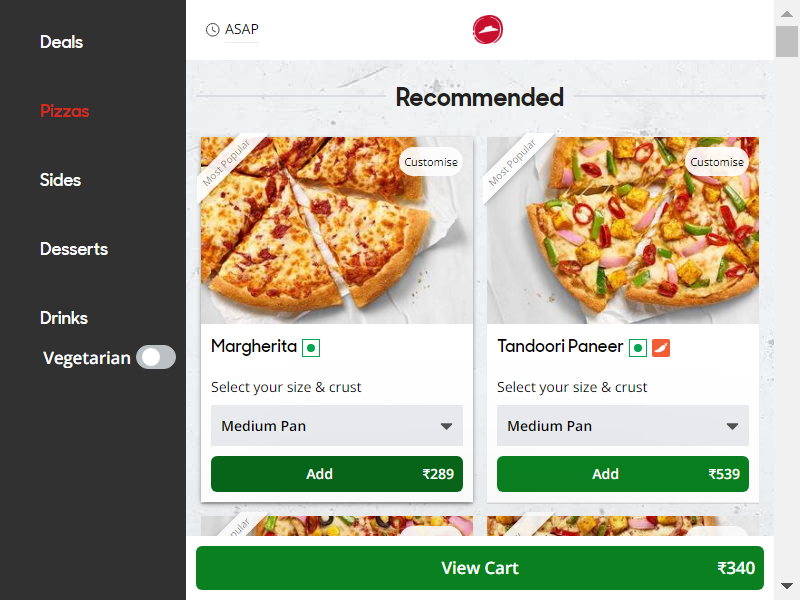 Deals
Pizzas
Sides
Desserts
Drinks
Vegetarian
ASAP
Recommended
Most Popular
Customise
Margherita
Select your size & crust
Medium Pan
Add ₹289
Most Popular
Customise
Tandoori Paneer
Select your size & crust
Medium Pan
Add ₹539
View Cart ₹340